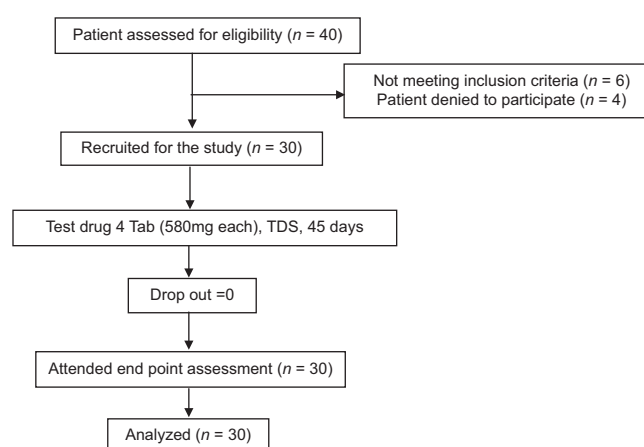 Patient assessed for eligibility (n = 40)
Not meeting inclusion criteria (n = 6)
Patient denied to participate (n = 4)
Recruited for the study (n = 30)
Test drug 4 Tab (580mg each), TDS, 45 days
Drop out =0
Attended end point assessment (n = 30)
Analyzed (n = 30)